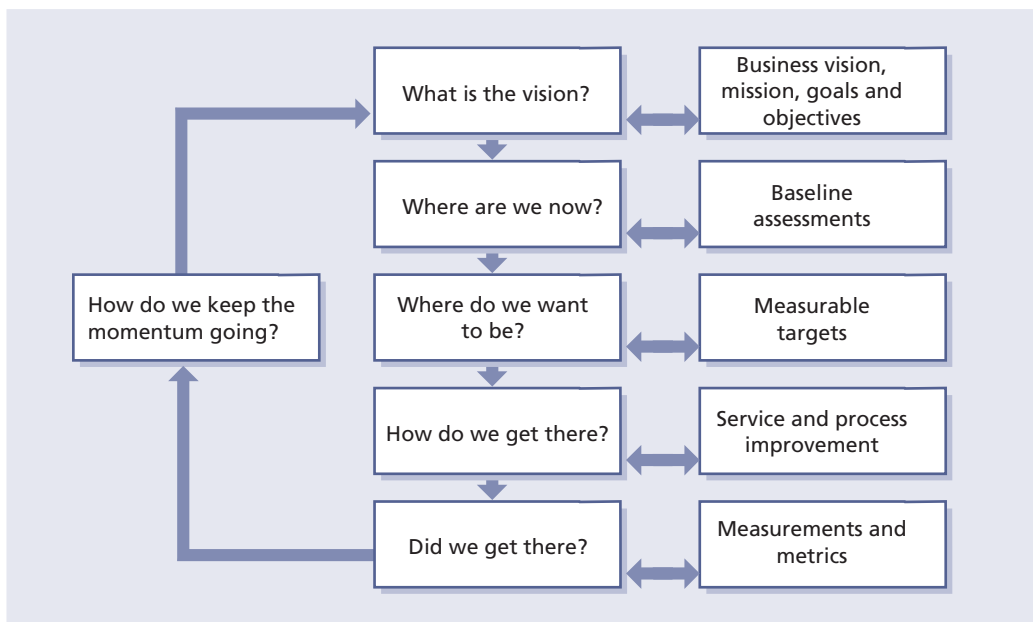 What is the vision?
Business vision,
mission, goals and
objectives
Where are we now?
Baseline
assessments
How do we keep the
momentum going?
Where do we want
to be?
Measurable
targets
How do we get there?
Service and process
improvement
Did we get there?
Measurements and
metrics